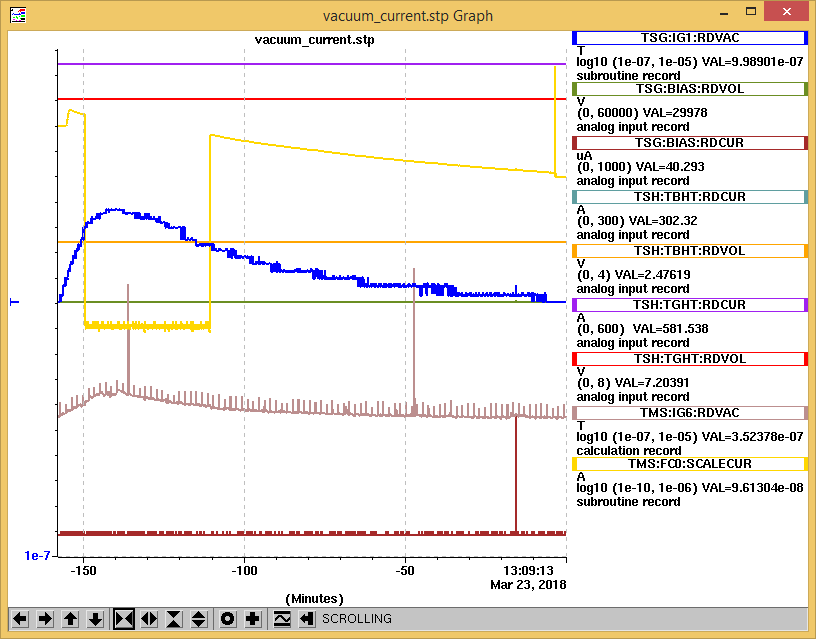 vacuum_current.stp Graph
vacuum_current.stp
TSG:IG1:RDVAC
T
log10 (1e-07, 1e-05) VAL=9.98901e-07
subroutine record
TSG:BIAS:RDVOL
V
(0, 60000) VAL=29978
analog input record
TSG:BIAS:RDCUR
uA
(0, 1000) VAL=40.293
analog input record
TSH:TBHT:RDCUR
A
(0, 300) VAL=302.32
analog input record
TSH:TBHT:RDVOL
V
(0, 4) VAL=2.47619
analog input record
TSH:TGHT:RDCUR
A
(0, 600) VAL=581.538
analog input record
TSH:TGHT:RDVOL
V
(0, 8) VAL=7.20391
analog input record
TMS:IG6:RDVAC
T
log10 (1e-07, 1e-05) VAL=3.52378e-07
calculation record
TMS:FC0:SCALECUR
A
log10 (1e-10, 1e-06) VAL=9.61304e-08
subroutine record
T
1e-7
-150
-100
-50
13:09:13
Mar 23, 2018
(Minutes)
SCROLLING